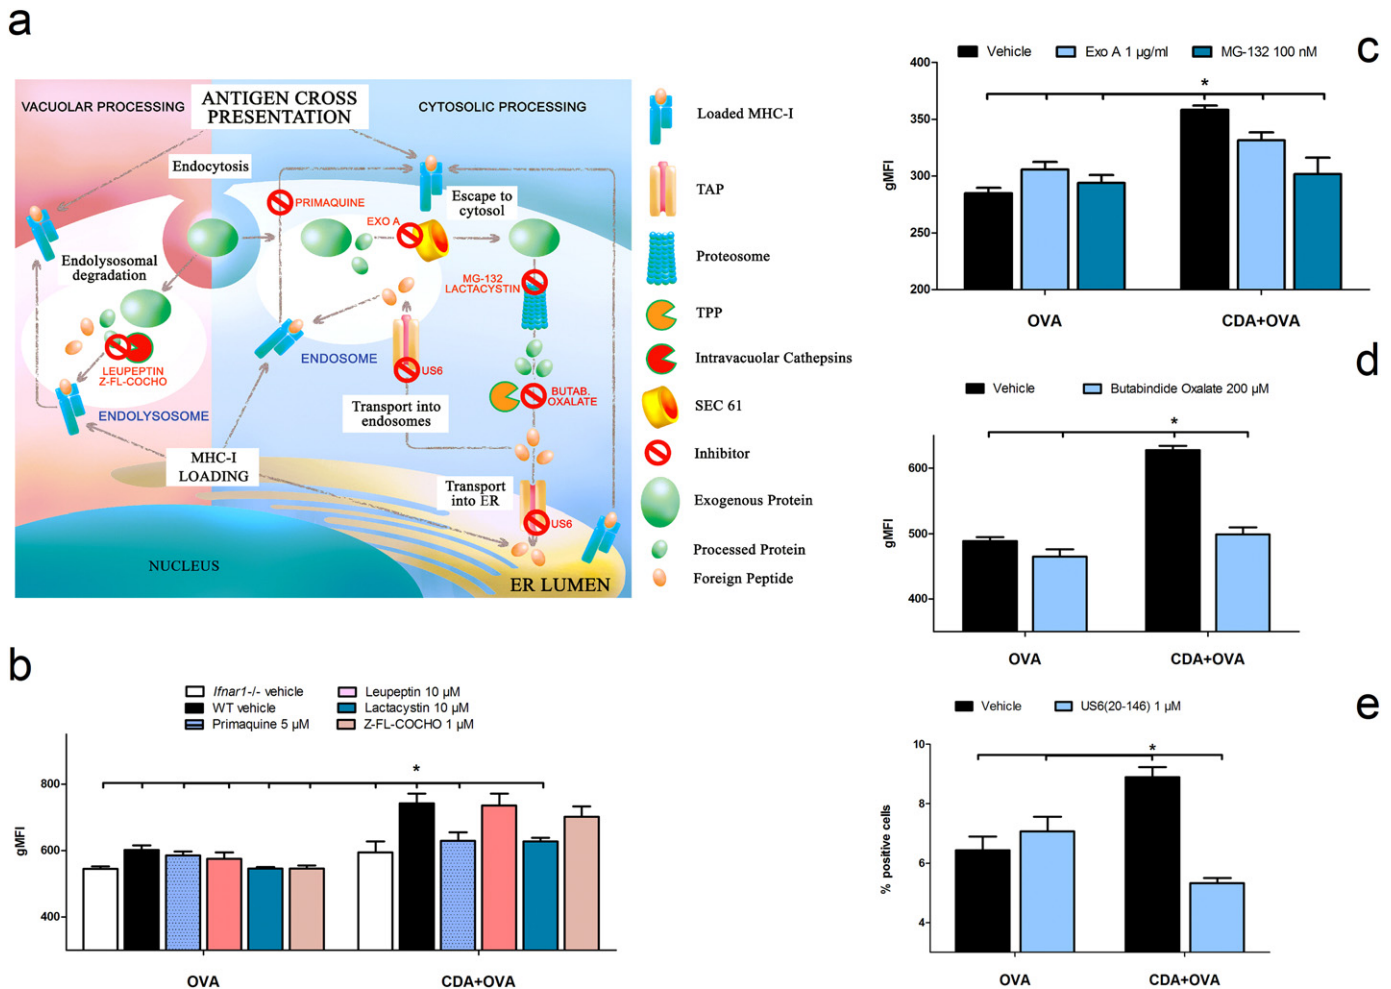 a
VACUOLAR PROCESSING
ANTIGEN CROSS
PRESENTATION
CYTOSOLIC PROCESSING
Endocytosis
PRIMAQUINE
Escape to
cytosol
EXO A
Endolysosomal
degradation
MG-132
LACTACYSTIN
LEUPEPTIN
Z-FL-COCHO
ENDOSOME
US6
BUTAB.
OXALATE
ENDOLYSOSOME
Transport into
endosomes
MHC-I
LOADING
Transport
into ER
US6
NUCLEUS
ER LUMEN
Loaded MHC-I
TAP
Proteosome
TPP
Intravacuolar Cathepsins
SEC 61
Inhibitor
Exogenous Protein
Processed Protein
Foreign Peptide
b
Ifnar1-/- vehicle
WT vehicle
Primaquine 5 µM
Leupeptin 10 µM
Lactacystin 10 µM
Z-FL-COCHO 1 µM
gMFI
800
600
400
*
OVA
CDA+OVA
c
Vehicle
Exo A 1 µg/ml
MG-132 100 nM
gMFI
400
350
300
250
200
*
OVA
CDA+OVA
d
Vehicle
Butabindide Oxalate 200 µM
gMFI
600
500
400
*
OVA
CDA+OVA
e
Vehicle
US6(20-146) 1 µM
% positive cells
10
8
6
4
*
OVA
CDA+OVA